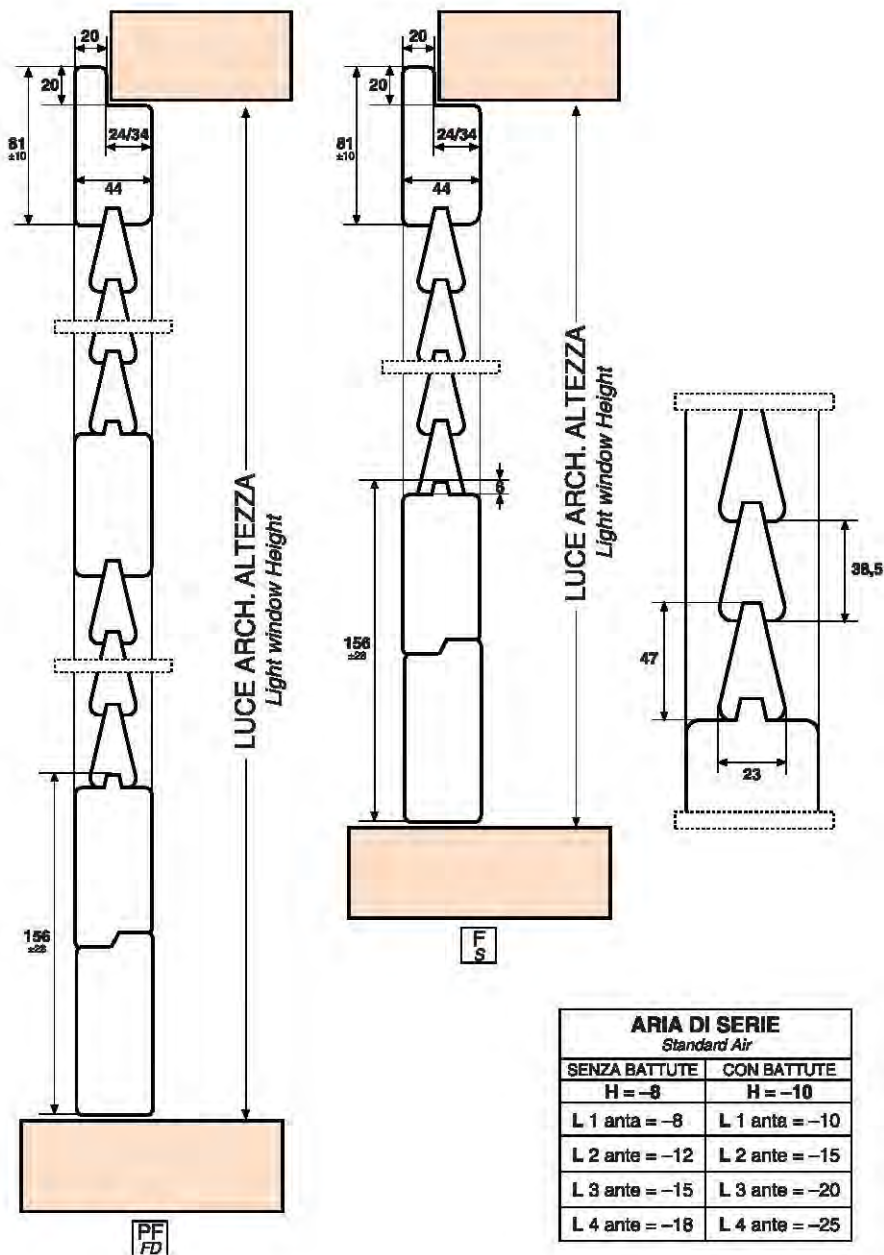 20
20
81
±10
24/34
44
LUCE ARCH. ALTEZZA
Light window Height
156
±28
PF
FD
20
20
81
±10
24/34
44
6
LUCE ARCH. ALTEZZA
Light window Height
156
±28
F
S
38,5
47
23
ARIA DI SERIE
Standard Air
SENZA BATTUTE CON BATTUTE
H = –8 H = –10
L 1 anta = –8 L 1 anta = –10
L 2 ante = –12 L 2 ante = –15
L 3 ante = –15 L 3 ante = –20
L 4 ante = –18 L 4 ante = –25